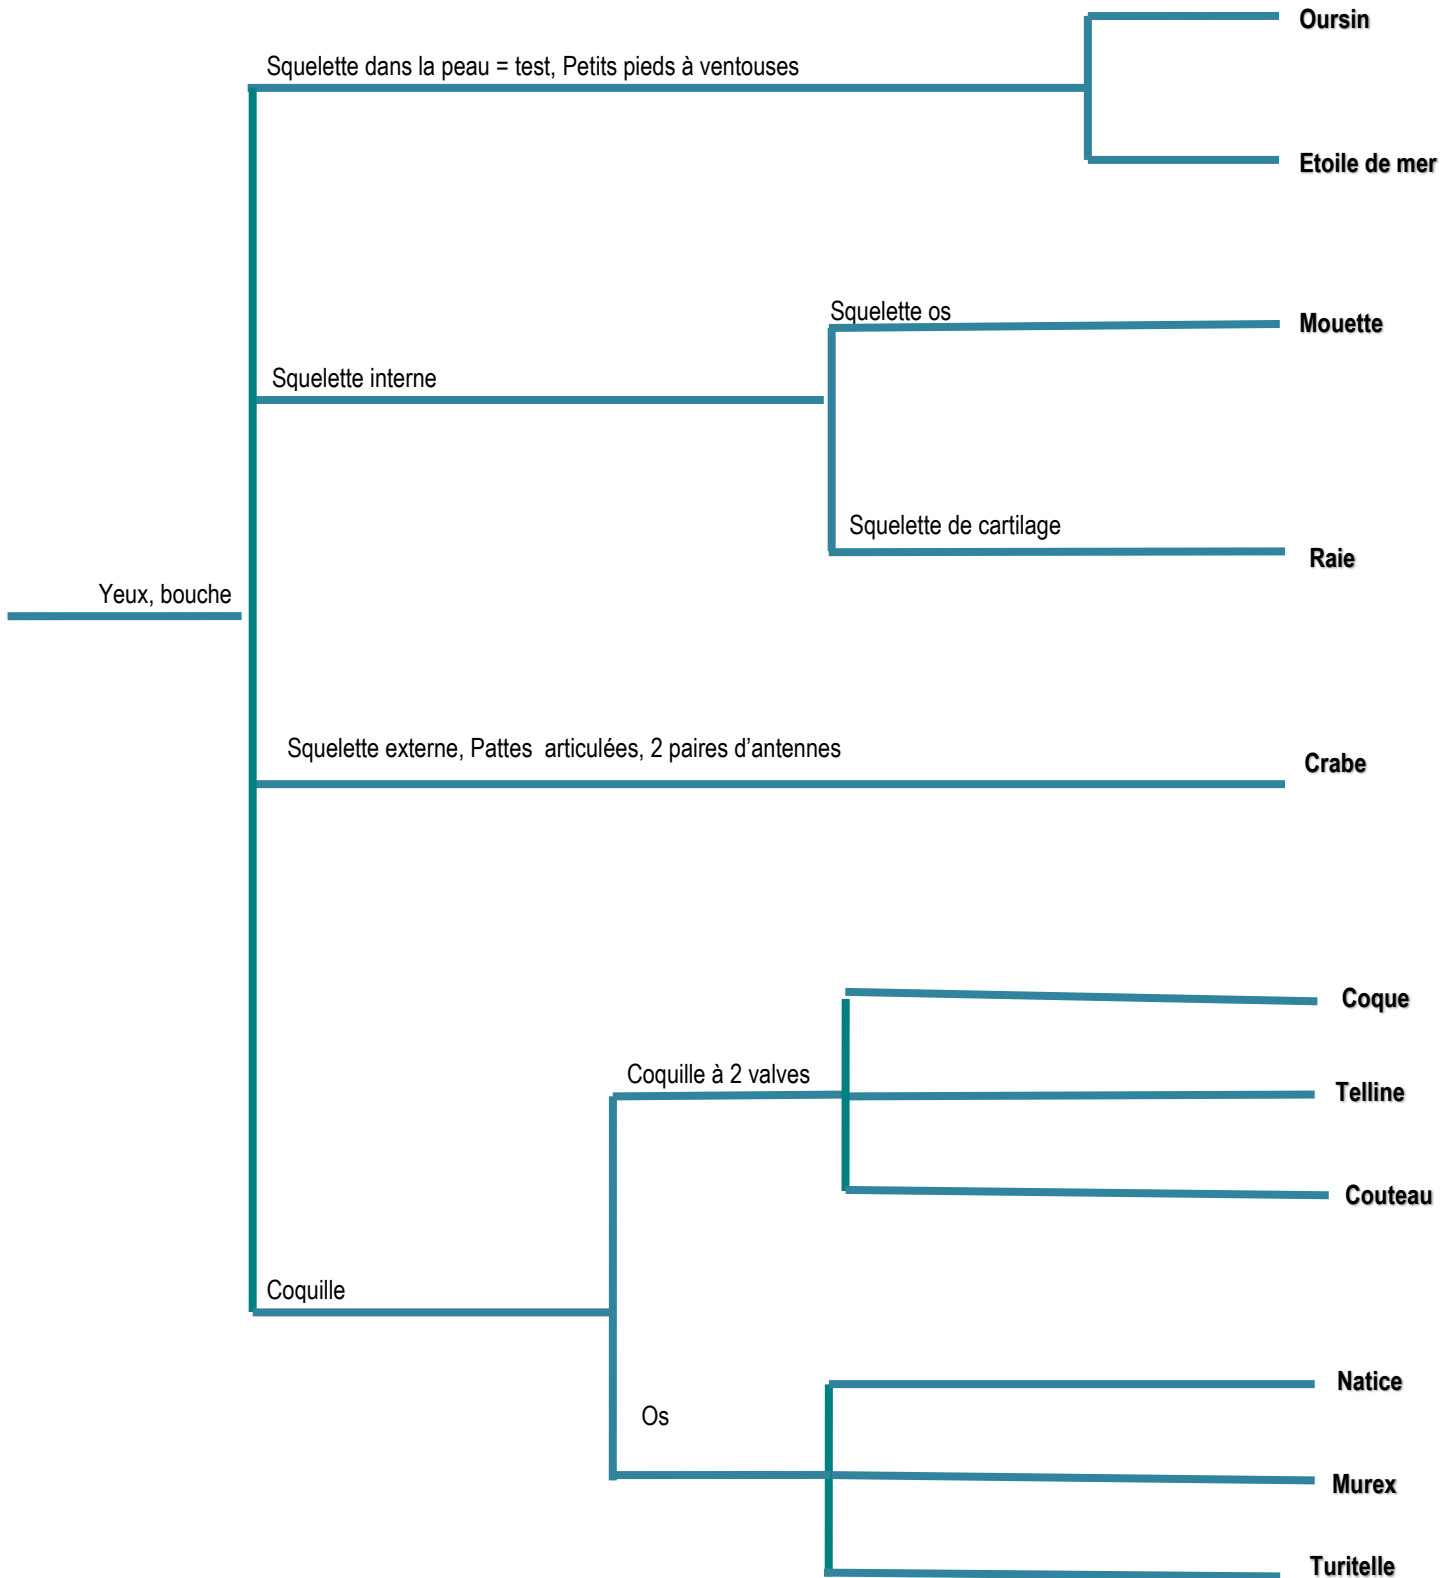 Oursin
Squelette dans la peau = test, Petits pieds à ventouses
Etoile de mer
Squelette os
Mouette
Squelette interne
Squelette de cartilage
Raie
Yeux, bouche
Squelette externe, Pattes articulées, 2 paires d’antennes
Crabe
Coque
Coquille à 2 valves
Telline
Couteau
Coquille
Natice
Os
Murex
Turitelle